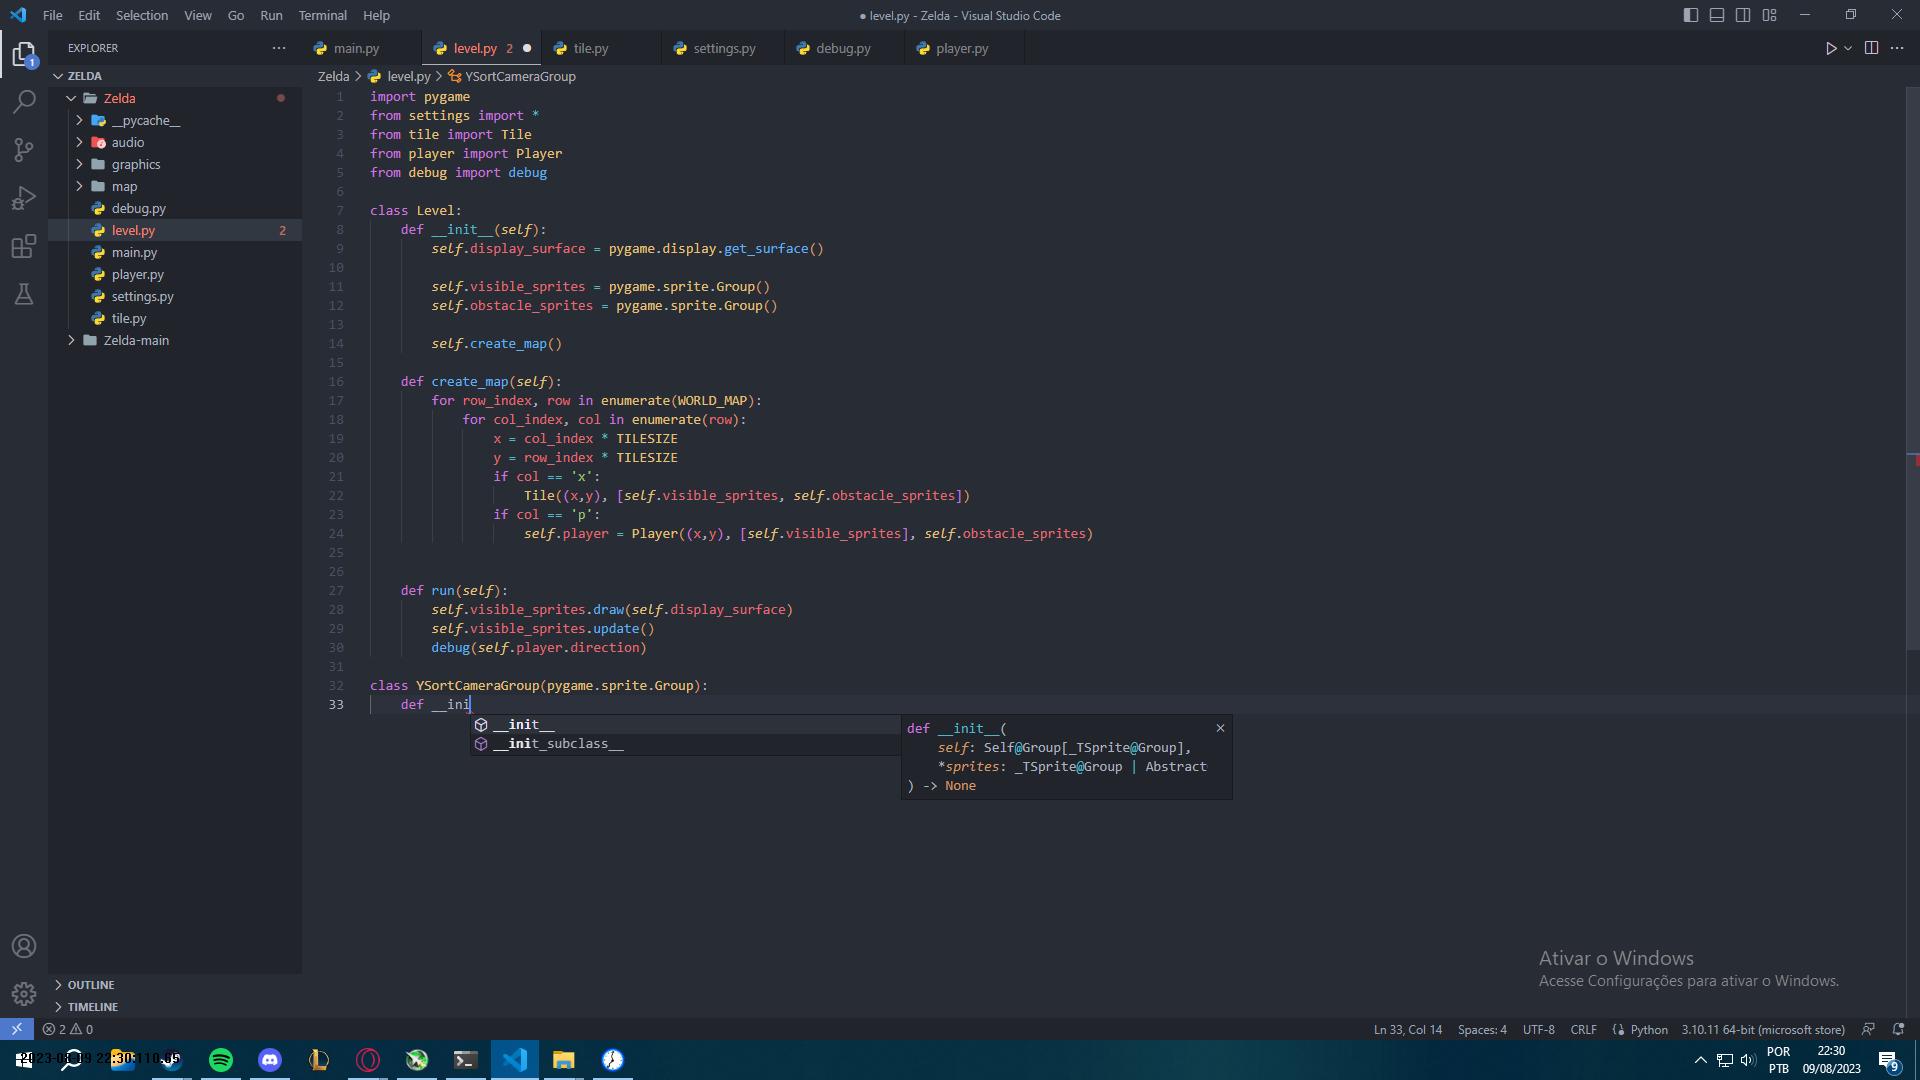 File Edit Selection View Go Run Terminal Help
● level.py - Zelda - Visual Studio Code
EXPLORER
main.py
level.py 2
tile.py
settings.py
debug.py
player.py
ZELDA
Zelda
__pycache__
audio
graphics
map
debug.py
level.py 2
main.py
player.py
settings.py
tile.py
Zelda-main
OUTLINE
TIMELINE
1
Zelda > level.py > YSortCameraGroup
1 import pygame
2 from settings import *
3 from tile import Tile
4 from player import Player
5 from debug import debug
6
7 class Level:
8 def __init__(self):
9 self.display_surface = pygame.display.get_surface()
10
11 self.visible_sprites = pygame.sprite.Group()
12 self.obstacle_sprites = pygame.sprite.Group()
13
14 self.create_map()
15
16 def create_map(self):
17 for row_index, row in enumerate(WORLD_MAP):
18 for col_index, col in enumerate(row):
19 x = col_index * TILESIZE
20 y = row_index * TILESIZE
21 if col == 'x':
22 Tile((x,y), [self.visible_sprites, self.obstacle_sprites])
23 if col == 'p':
24 self.player = Player((x,y), [self.visible_sprites], self.obstacle_sprites)
25
26
27 def run(self):
28 self.visible_sprites.draw(self.display_surface)
29 self.visible_sprites.update()
30 debug(self.player.direction)
31
32 class YSortCameraGroup(pygame.sprite.Group):
33 def __ini
__init__
__init_subclass__
def __init__(
self: Self@Group[_TSprite@Group],
*sprites: _TSprite@Group | Abstract
) -> None
Ativar o Windows
Acesse Configurações para ativar o Windows.
2 0
Ln 33, Col 14 Spaces: 4 UTF-8 CRLF Python 3.10.11 64-bit (microsoft store)
POR
PTB
22:30
09/08/2023
9